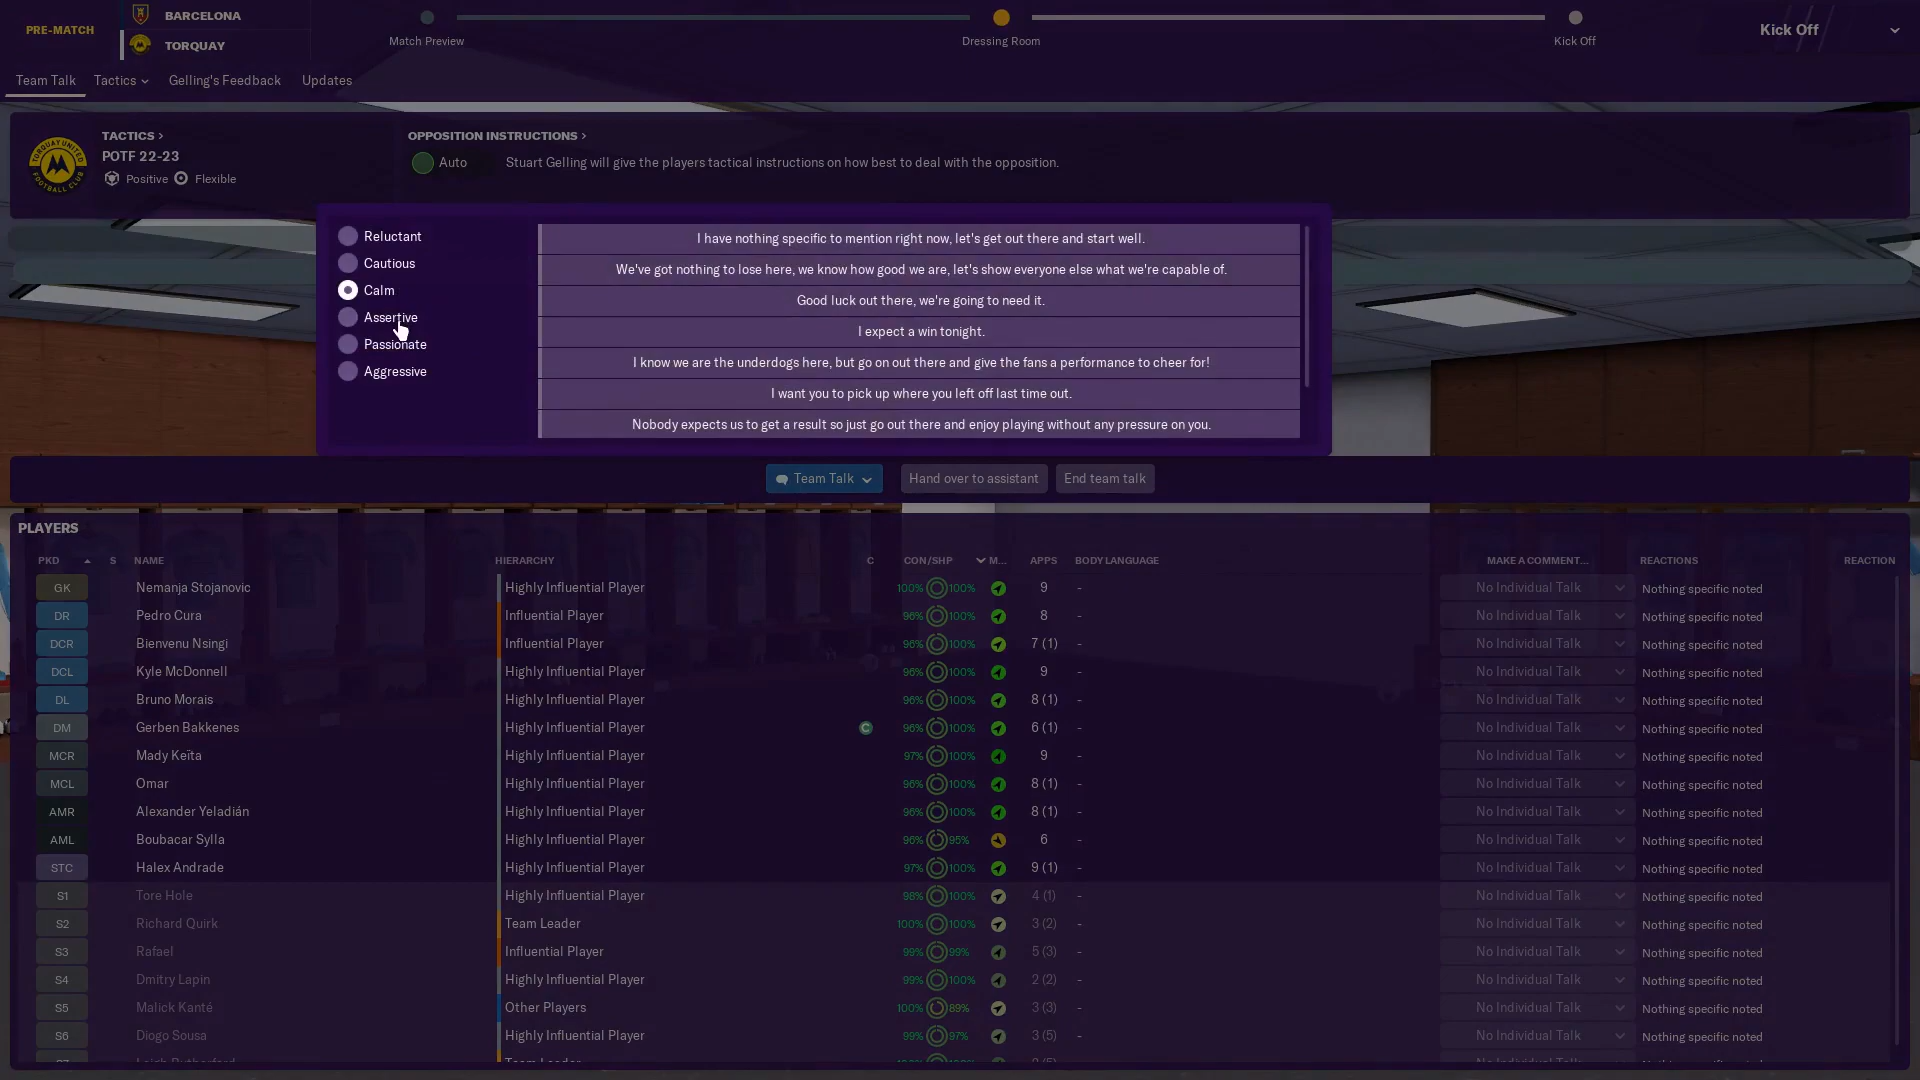 PRE-MATCH
BARCELONA
TORQUAY
Match Preview
Dressing Room
Kick Off
Kick Off
Team Talk
Tactics
Gelling's Feedback
Updates
TORQUAY UNITED
FOOTBALL CLUB
TACTICS >
POTF 22-23
Positive
Flexible
OPPOSITION INSTRUCTIONS >
Auto
Stuart Gelling will give the players tactical instructions on how best to deal with the opposition.
Reluctant
Cautious
Calm
Assertive
Passionate
Aggressive
I have nothing specific to mention right now, let's get out there and start well.
We've got nothing to lose here, we know how good we are, let's show everyone else what we're capable of.
Good luck out there, we're going to need it.
I expect a win tonight.
I know we are the underdogs here, but go on out there and give the fans a performance to cheer for!
I want you to pick up where you left off last time out.
Nobody expects us to get a result so just go out there and enjoy playing without any pressure on you.
Team Talk
Hand over to assistant
End team talk
PLAYERS
PKD S NAME HIERARCHY C CON/SHP M... APPS BODY LANGUAGE MAKE A COMMENT... REACTIONS REACTION
GK Nemanja Stojanovic Highly Influential Player 100% 100% 9 - No Individual Talk Nothing specific noted
DR Pedro Cura Influential Player 96% 100% 8 - No Individual Talk Nothing specific noted
DCR Bienvenu Nsingi Influential Player 96% 100% 7 (1) - No Individual Talk Nothing specific noted
DCL Kyle McDonnell Highly Influential Player 96% 100% 9 - No Individual Talk Nothing specific noted
DL Bruno Morais Highly Influential Player 96% 100% 8 (1) - No Individual Talk Nothing specific noted
DM Gerben Bakkenes Highly Influential Player C 96% 100% 6 (1) - No Individual Talk Nothing specific noted
MCR Mady Keïta Highly Influential Player 97% 100% 9 - No Individual Talk Nothing specific noted
MCL Omar Highly Influential Player 96% 100% 8 (1) - No Individual Talk Nothing specific noted
AMR Alexander Yeladián Highly Influential Player 96% 100% 8 (1) - No Individual Talk Nothing specific noted
AML Boubacar Sylla Highly Influential Player 96% 95% 6 - No Individual Talk Nothing specific noted
STC Halex Andrade Highly Influential Player 97% 100% 9 (1) - No Individual Talk Nothing specific noted
S1 Tore Hole Highly Influential Player 98% 100% 4 (1) - No Individual Talk Nothing specific noted
S2 Richard Quirk Team Leader 100% 100% 3 (2) - No Individual Talk Nothing specific noted
S3 Rafael Influential Player 99% 99% 5 (3) - No Individual Talk Nothing specific noted
S4 Dmitry Lapin Highly Influential Player 99% 100% 2 (2) - No Individual Talk Nothing specific noted
S5 Malick Kanté Other Players 100% 89% 3 (3) - No Individual Talk Nothing specific noted
S6 Diogo Sousa Highly Influential Player 99% 97% 3 (5) - No Individual Talk Nothing specific noted